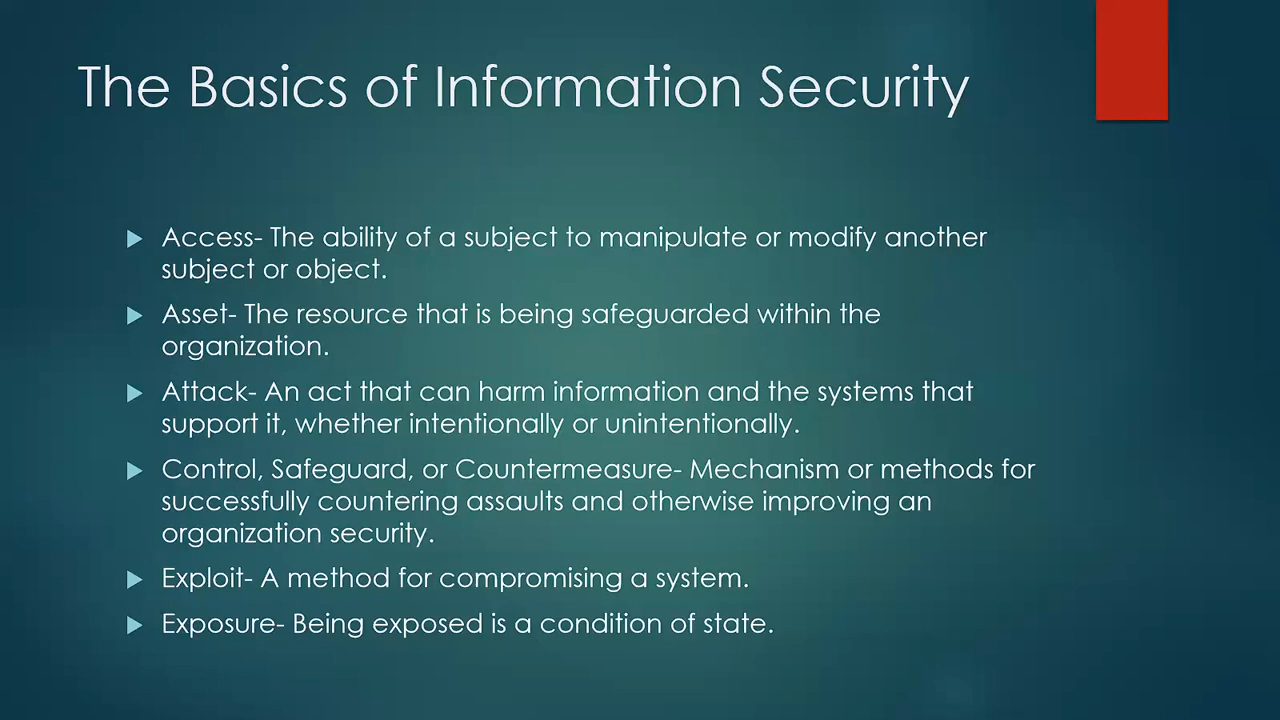 The Basics of Information Security
Access- The ability of a subject to manipulate or modify another
subject or object.
Asset- The resource that is being safeguarded within the
organization.
Attack- An act that can harm information and the systems that
support it, whether intentionally or unintentionally.
Control, Safeguard, or Countermeasure- Mechanism or methods for
successfully countering assaults and otherwise improving an
organization security.
Exploit- A method for compromising a system.
Exposure- Being exposed is a condition of state.